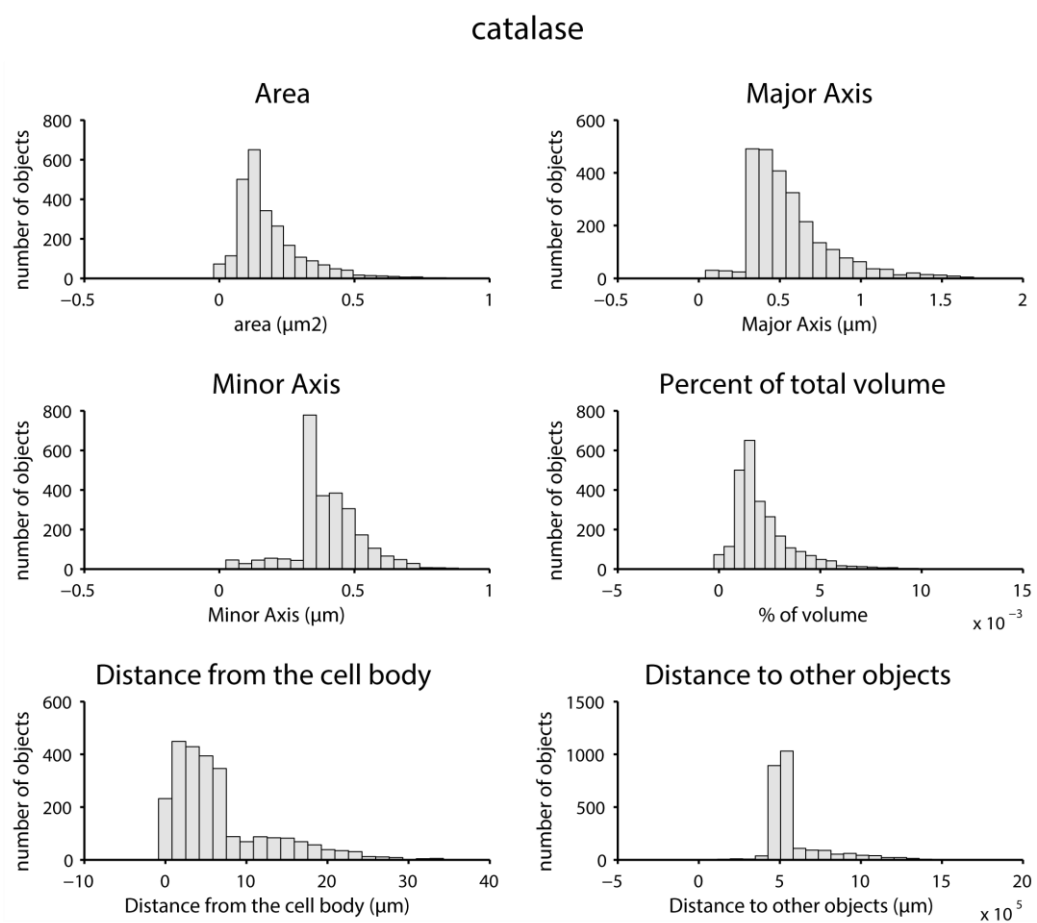 catalase
Area
800
600
400
200
0
number of objects
−0.5
0
0.5
1
area (µm2)
Major Axis
600
400
200
0
number of objects
−0.5
0
0.5
1
1.5
2
Major Axis (µm)
Minor Axis
800
600
400
200
0
number of objects
−0.5
0
0.5
1
Minor Axis (µm)
Percent of total volume
800
600
400
200
0
number of objects
−5
0
5
10
15
% of volume
x 10 −3
Distance from the cell body
600
400
200
0
number of objects
−10
0
10
20
30
40
Distance from the cell body (µm)
Distance to other objects
1500
1000
500
0
number of objects
−5
0
5
10
15
20
Distance to other objects (µm)
x 10 5